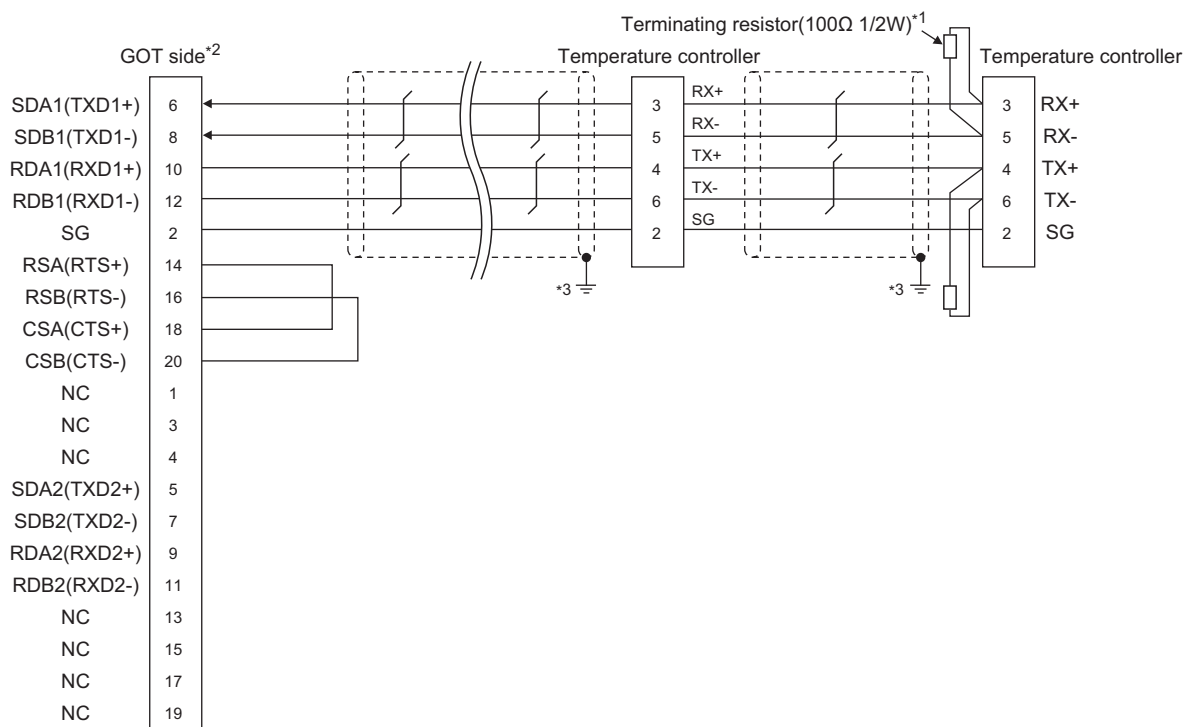 Terminating resistor(100Ω 1/2W)*1
GOT side*2 Temperature controller Temperature controller
SDA1(TXD1+) 6 3 RX+ 3 RX+
SDB1(TXD1-) 8 5 RX- 5 RX-
RDA1(RXD1+) 10 4 TX+ 4 TX+
RDB1(RXD1-) 12 6 TX- 6 TX-
SG 2 2 SG 2 SG
RSA(RTS+) 14
*3 *3
RSB(RTS-) 16
CSA(CTS+) 18
CSB(CTS-) 20
NC 1
NC 3
NC 4
SDA2(TXD2+) 5
SDB2(TXD2-) 7
RDA2(RXD2+) 9
RDB2(RXD2-) 11
NC 13
NC 15
NC 17
NC 19